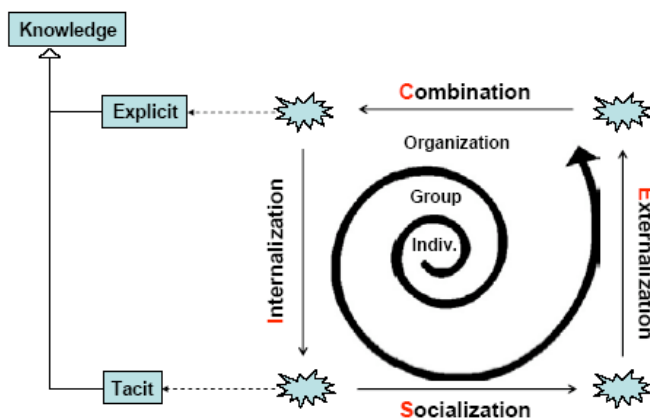 Knowledge
Combination
Explicit
Organization
Group
Indiv.
Internalization
Externalization
Tacit
Socialization